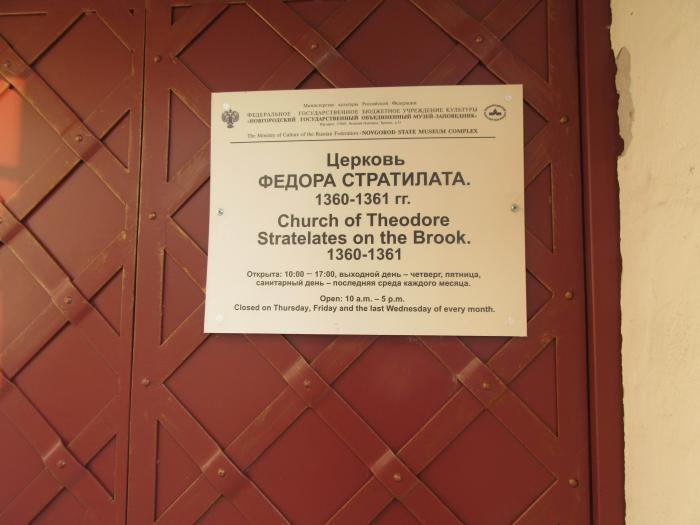 Министерство культуры Российской Федерации
ФЕДЕРАЛЬНОЕ ГОСУДАРСТВЕННОЕ БЮДЖЕТНОЕ УЧРЕЖДЕНИЕ КУЛЬТУРЫ
«НОВГОРОДСКИЙ ГОСУДАРСТВЕННЫЙ ОБЪЕДИНЕННЫЙ МУЗЕЙ-ЗАПОВЕДНИК»
The Ministry of Culture of the Russian Federation - NOVGOROD STATE MUSEUM COMPLEX
Церковь
ФЕДОРА СТРАТИЛАТА.
1360-1361 гг.
Church of Theodore
Stratelates on the Brook.
1360-1361
Открыта: 10:00 – 17:00, выходной день – четверг, пятница,
санитарный день – последняя среда каждого месяца.
Open: 10 a.m. – 5 p.m.
Closed on Thursday, Friday and the last Wednesday of every month.